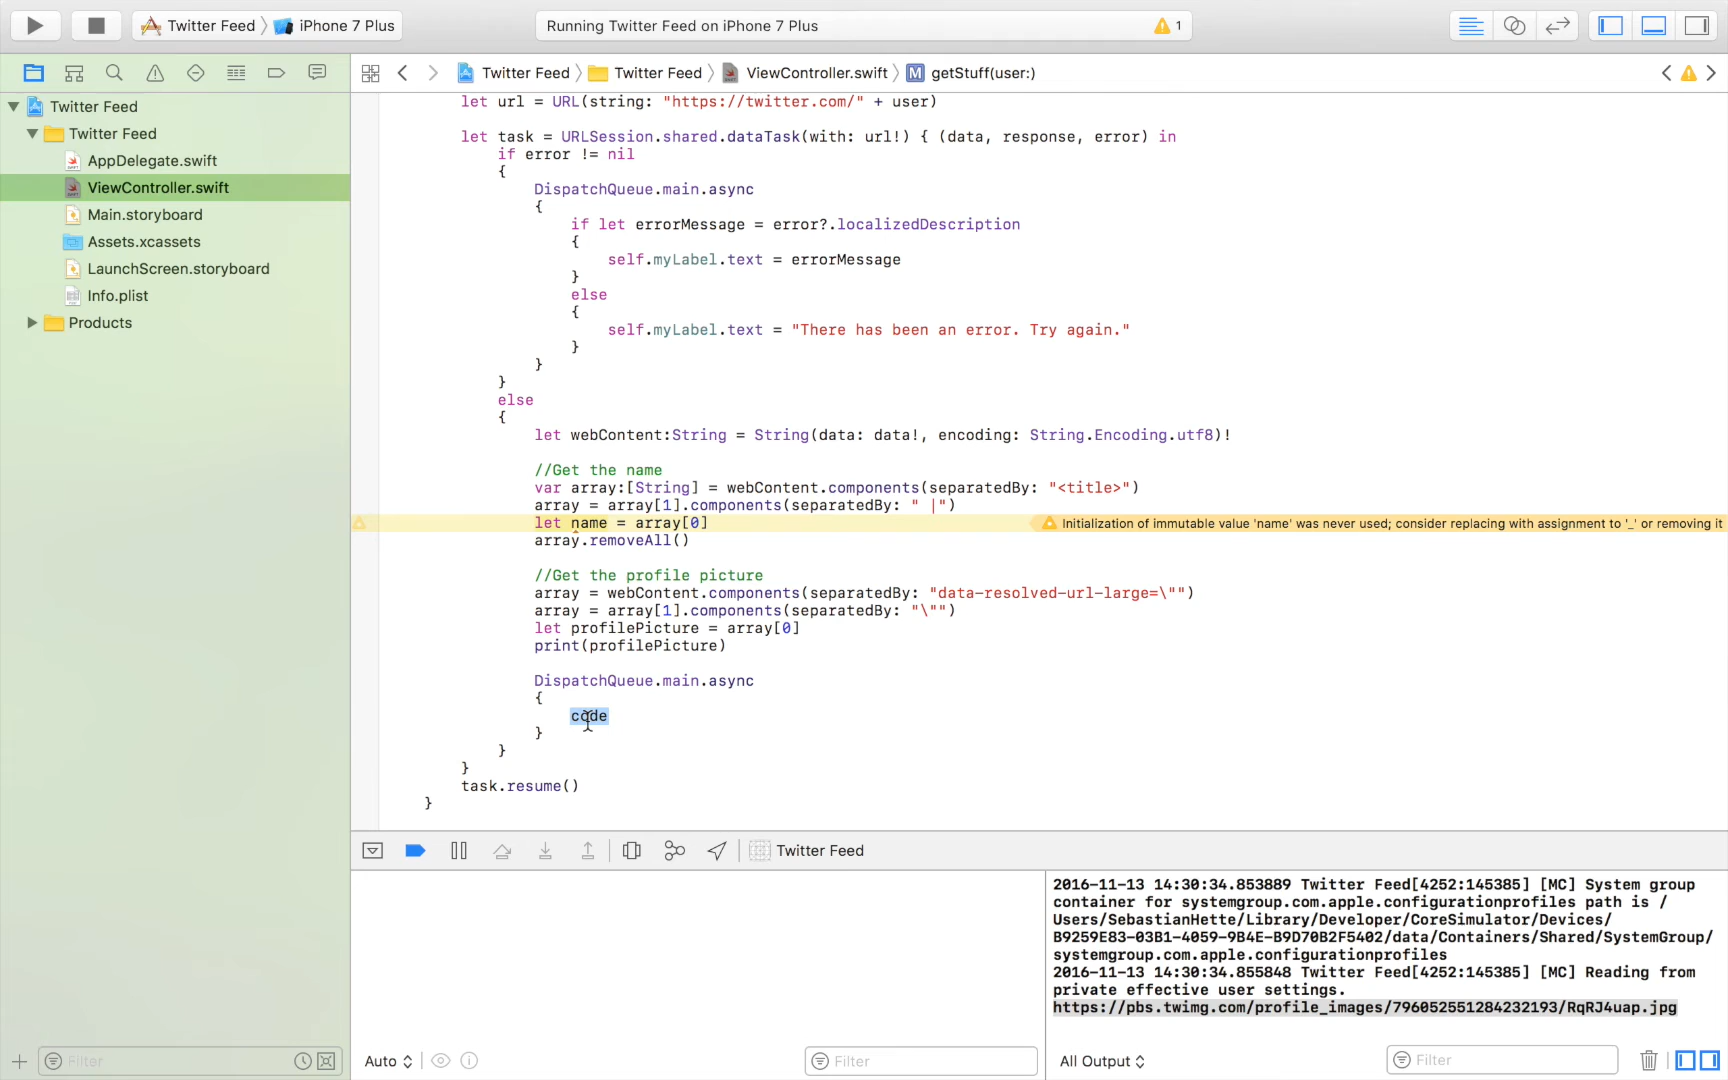 Twitter Feed
iPhone 7 Plus
Running Twitter Feed on iPhone 7 Plus
1
Twitter Feed
Twitter Feed
ViewController.swift
M getStuff(user:)
Twitter Feed
Twitter Feed
AppDelegate.swift
ViewController.swift
Main.storyboard
Assets.xcassets
LaunchScreen.storyboard
Info.plist
Products
let url = URL(string: "https://twitter.com/" + user)
let task = URLSession.shared.dataTask(with: url!) { (data, response, error) in
if error != nil
{
DispatchQueue.main.async
{
if let errorMessage = error?.localizedDescription
{
self.myLabel.text = errorMessage
}
else
{
self.myLabel.text = "There has been an error. Try again."
}
}
}
else
{
let webContent:String = String(data: data!, encoding: String.Encoding.utf8)!
//Get the name
var array:[String] = webContent.components(separatedBy: "<title>")
array = array[1].components(separatedBy: " |")
let name = array[0]
Initialization of immutable value 'name' was never used; consider replacing with assignment to '_' or removing it
array.removeAll()
//Get the profile picture
array = webContent.components(separatedBy: "data-resolved-url-large=\"")
array = array[1].components(separatedBy: "\"")
let profilePicture = array[0]
print(profilePicture)
DispatchQueue.main.async
{
code
}
}
}
task.resume()
}
Twitter Feed
2016-11-13 14:30:34.853889 Twitter Feed[4252:145385] [MC] System group
container for systemgroup.com.apple.configurationprofiles path is /
Users/SebastianHette/Library/Developer/CoreSimulator/Devices/
B9259E83-03B1-4059-9B4E-B9D70B2F5402/data/Containers/Shared/SystemGroup/
systemgroup.com.apple.configurationprofiles
2016-11-13 14:30:34.855848 Twitter Feed[4252:145385] [MC] Reading from
private effective user settings.
https://pbs.twimg.com/profile_images/796052551284232193/RqRJ4uap.jpg
Filter
Auto
Filter
All Output
Filter